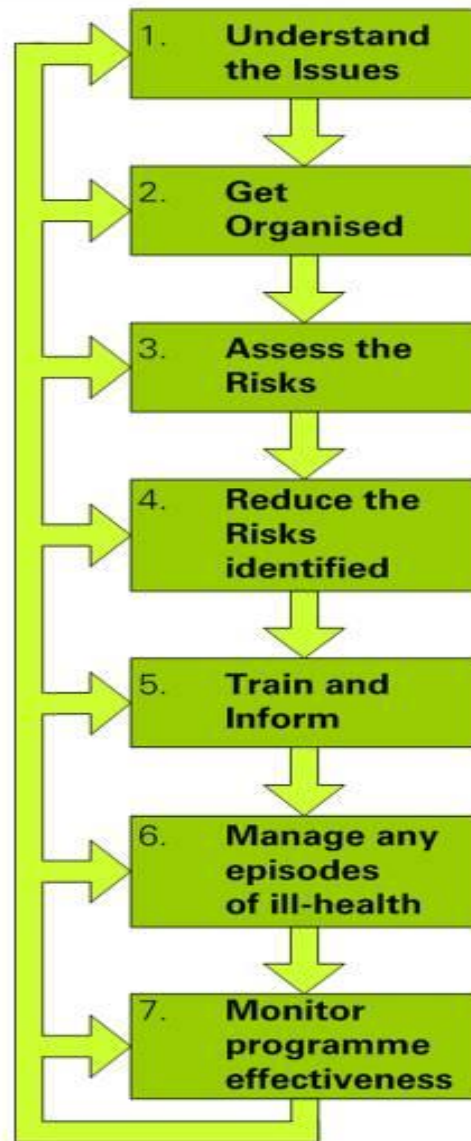 1. Understand
the Issues
2. Get
Organised
3. Assess the
Risks
4. Reduce the
Risks
identified
5. Train and
Inform
6. Manage any
episodes
of ill-health
7. Monitor
programme
effectiveness